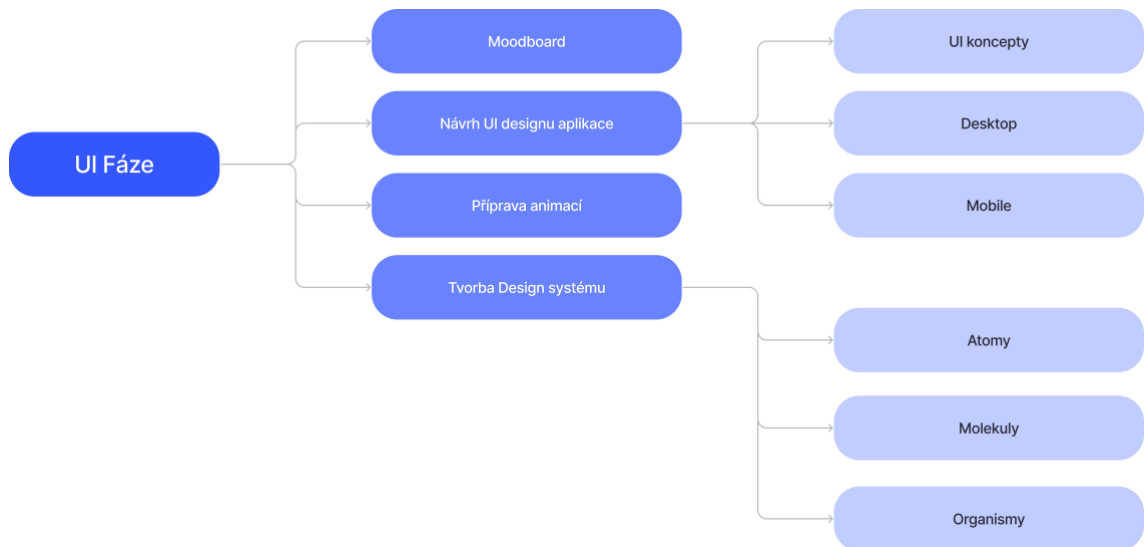 UI Fáze
Moodboard
Návrh UI designu aplikace
Příprava animací
Tvorba Design systému
UI koncepty
Desktop
Mobile
Atomy
Molekuly
Organismy